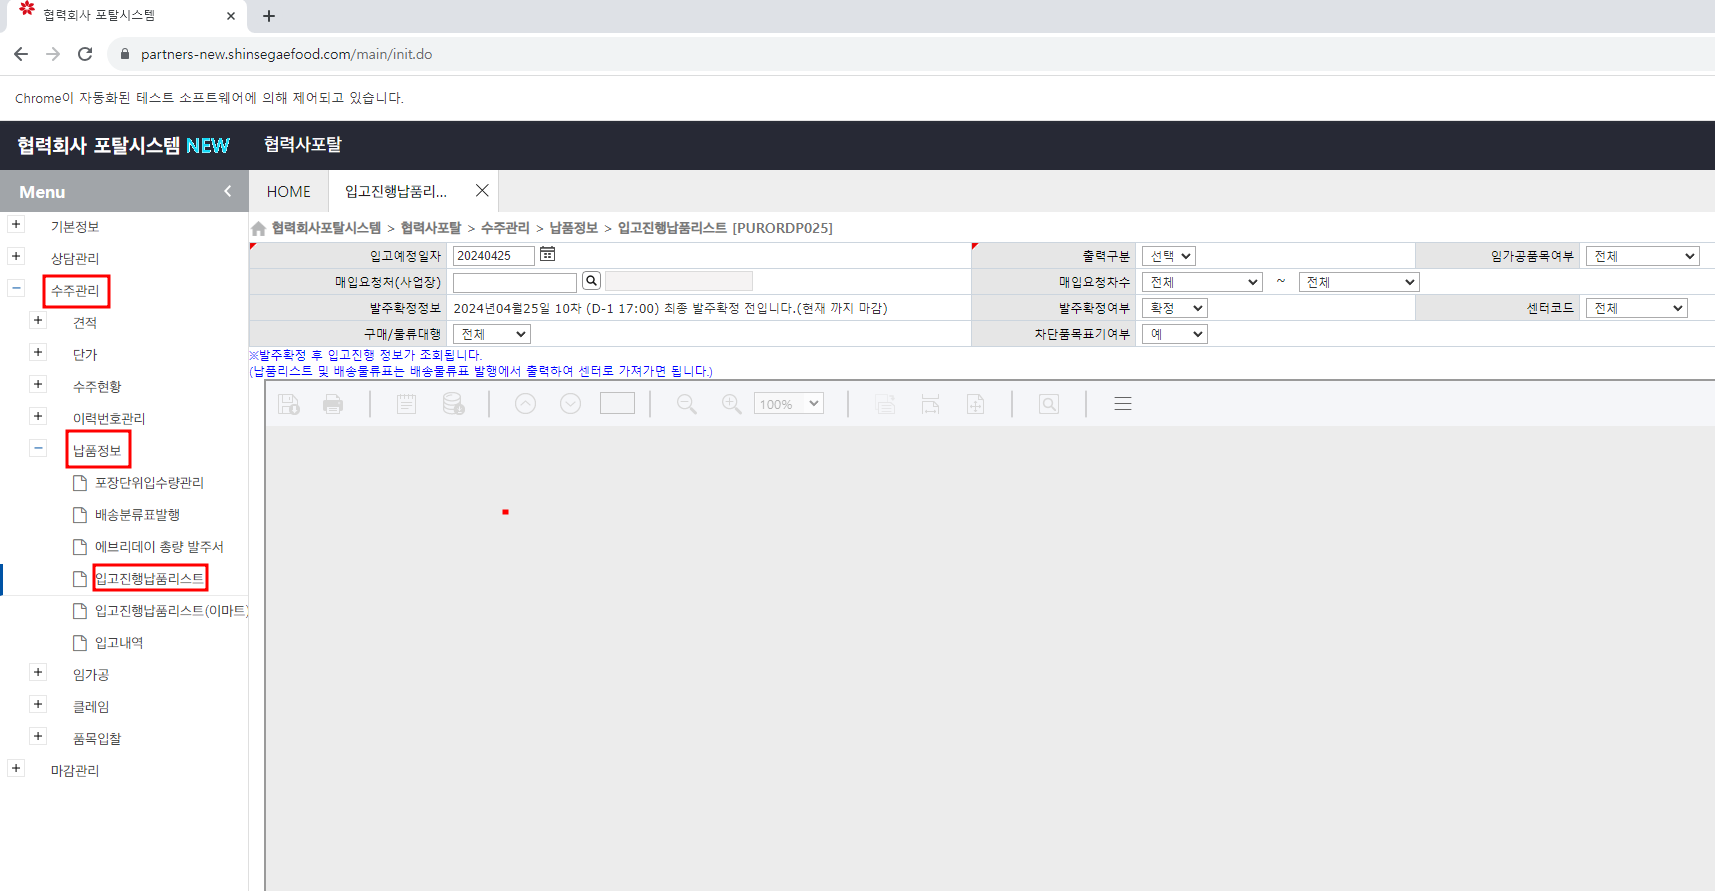 협력회사 포탈시스템
partners-new.shinsegaefood.com/main/init.do
Chrome이 자동화된 테스트 소프트웨어에 의해 제어되고 있습니다.
협력회사 포탈시스템 NEW 협력사포탈
Menu
HOME 입고진행납품리...
기본정보
상담관리
수주관리
견적
단가
수주현황
이력번호관리
납품정보
포장단위입수량관리
배송분류표발행
에브리데이 총량 발주서
입고진행납품리스트
입고진행납품리스트(이마트)
입고내역
임가공
클레임
품목입찰
마감관리
협력회사포탈시스템 > 협력사포탈 > 수주관리 > 납품정보 > 입고진행납품리스트 [PURORDP025]
입고예정일자 20240425 출력구분 선택 임가공품목여부 전체
매입요청처(사업장) 매입요청차수 전체 ~ 전체
발주확정정보 2024년04월25일 10차 (D-1 17:00) 최종 발주확정 전입니다.(현재 까지 마감) 발주확정여부 확정 센터코드 전체
구매/물류대행 전체 차단품목표기여부 예
※발주확정 후 입고진행 정보가 조회됩니다.
(납품리스트 및 배송물류표는 배송물류표 발행에서 출력하여 센터로 가져가면 됩니다.)
100%